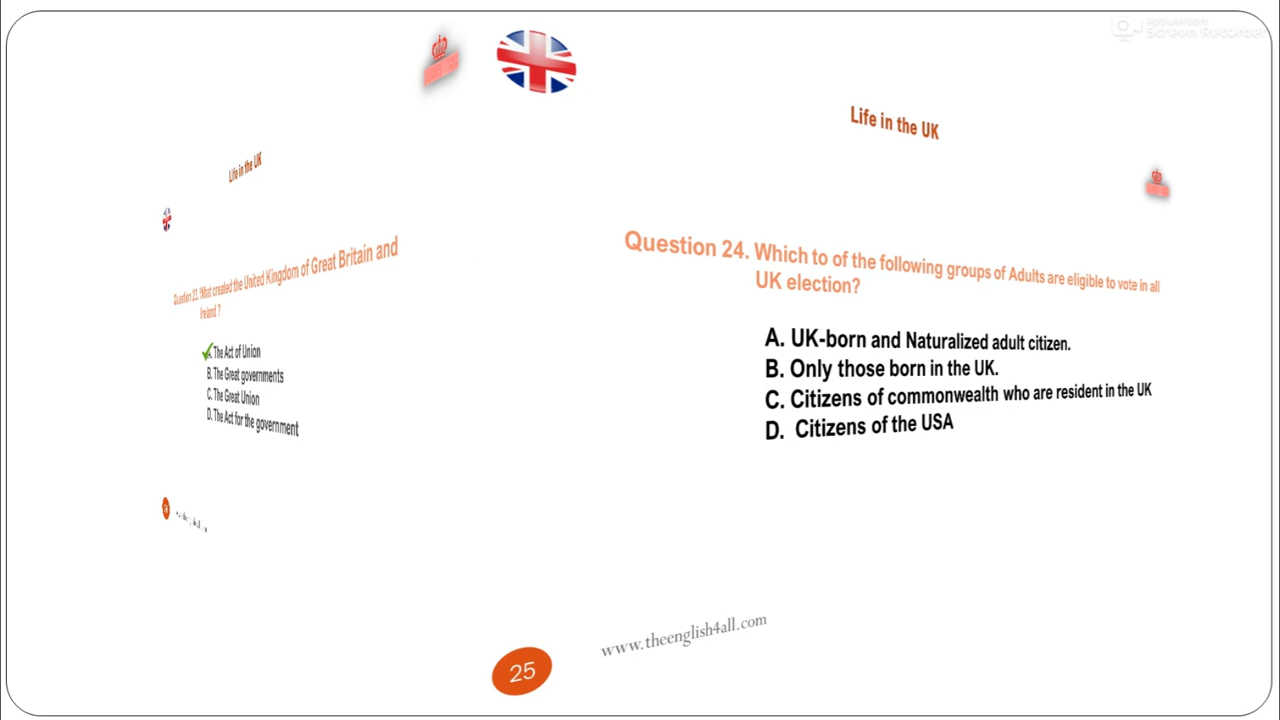 Apowersoft
Screen Recorder
Life in the UK
Question 23. What created the United Kingdom of Great Britain and
Ireland ?
A. The Act of Union
B. The Great governments
C. The Great Union
D. The Act for the government
Life in the UK
Question 24. Which to of the following groups of Adults are eligible to vote in all
UK election?
A. UK-born and Naturalized adult citizen.
B. Only those born in the UK.
C. Citizens of commonwealth who are resident in the UK
D. Citizens of the USA
25
www.theenglish4all.com